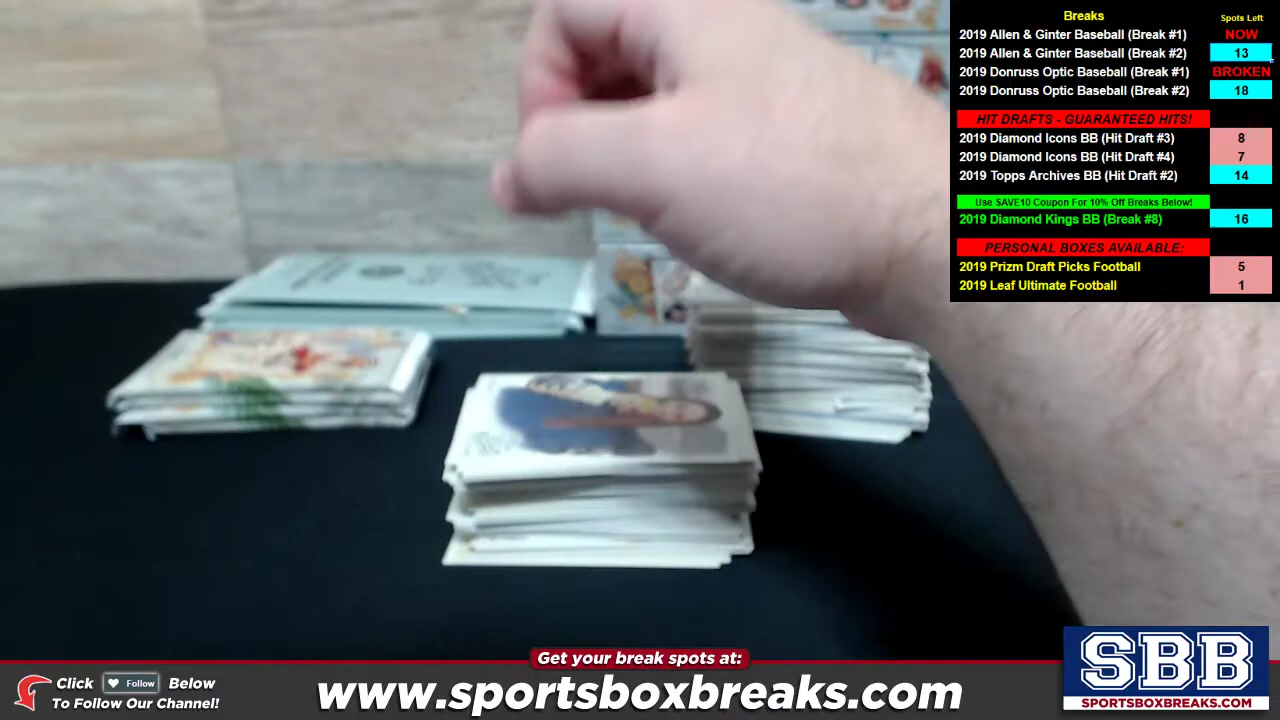 Breaks
Spots Left
2019 Allen & Ginter Baseball (Break #1) NOW
2019 Allen & Ginter Baseball (Break #2) 13
2019 Donruss Optic Baseball (Break #1) BROKEN
2019 Donruss Optic Baseball (Break #2) 18
HIT DRAFTS - GUARANTEED HITS!
2019 Diamond Icons BB (Hit Draft #3) 8
2019 Diamond Icons BB (Hit Draft #4) 7
2019 Topps Archives BB (Hit Draft #2) 14
Use SAVE10 Coupon For 10% Off Breaks Below!
2019 Diamond Kings BB (Break #8) 16
PERSONAL BOXES AVAILABLE:
2019 Prizm Draft Picks Football 5
2019 Leaf Ultimate Football 1
Get your break spots at:
Click Follow Below
To Follow Our Channel!
www.sportsboxbreaks.com
SBB
SPORTSBOXBREAKS.COM